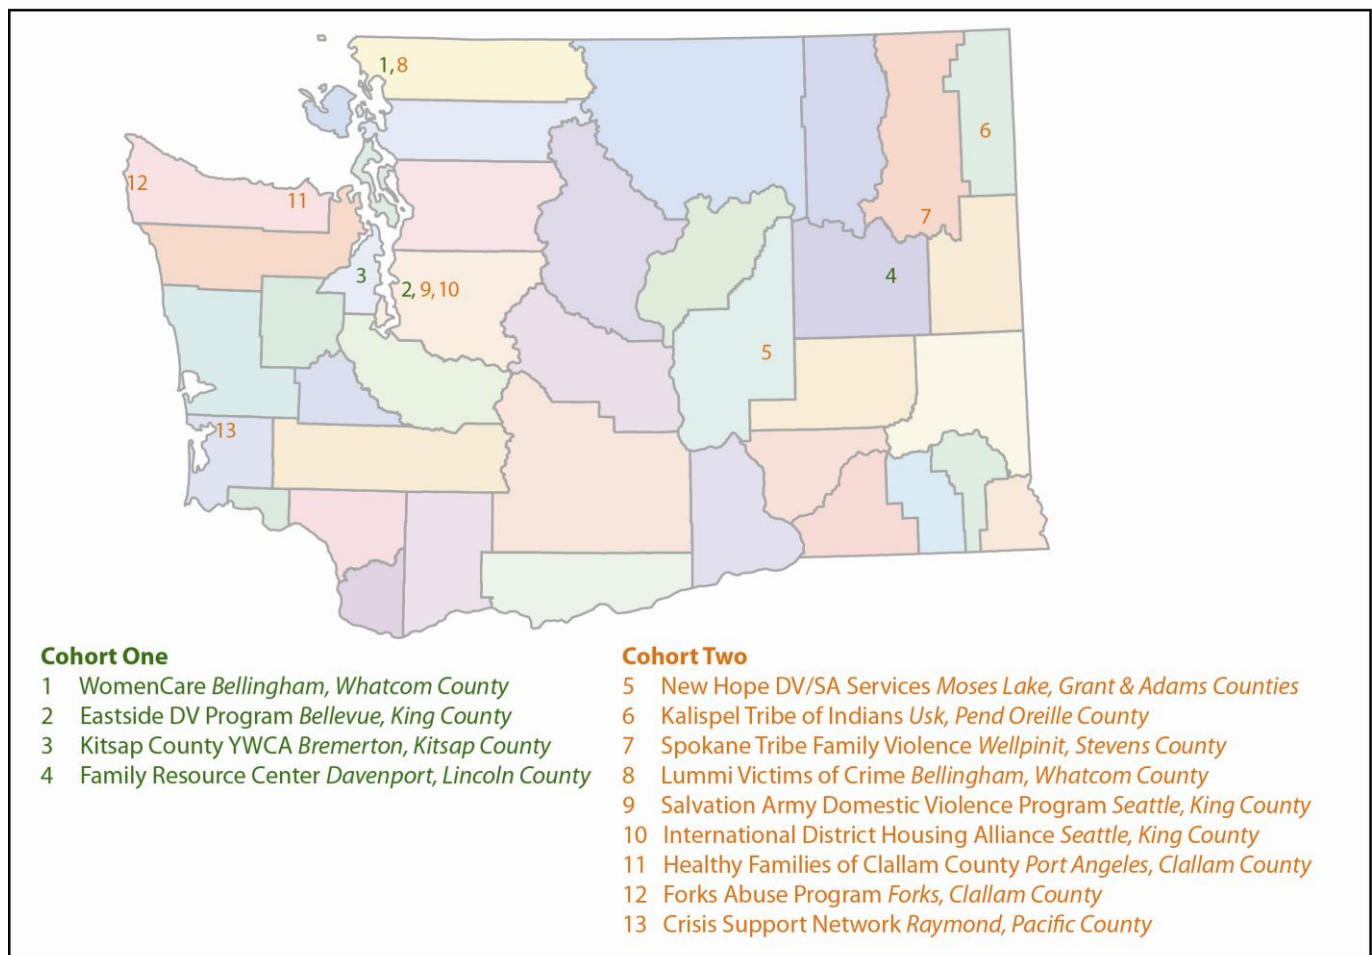 1, 8
6
12
11
7
3
2, 9, 10
4
5
13
Cohort One
1 WomenCare Bellingham, Whatcom County
2 Eastside DV Program Bellevue, King County
3 Kitsap County YWCA Bremerton, Kitsap County
4 Family Resource Center Davenport, Lincoln County
Cohort Two
5 New Hope DV/SA Services Moses Lake, Grant & Adams Counties
6 Kalispel Tribe of Indians Usk, Pend Oreille County
7 Spokane Tribe Family Violence Wellpinit, Stevens County
8 Lummi Victims of Crime Bellingham, Whatcom County
9 Salvation Army Domestic Violence Program Seattle, King County
10 International District Housing Alliance Seattle, King County
11 Healthy Families of Clallam County Port Angeles, Clallam County
12 Forks Abuse Program Forks, Clallam County
13 Crisis Support Network Raymond, Pacific County